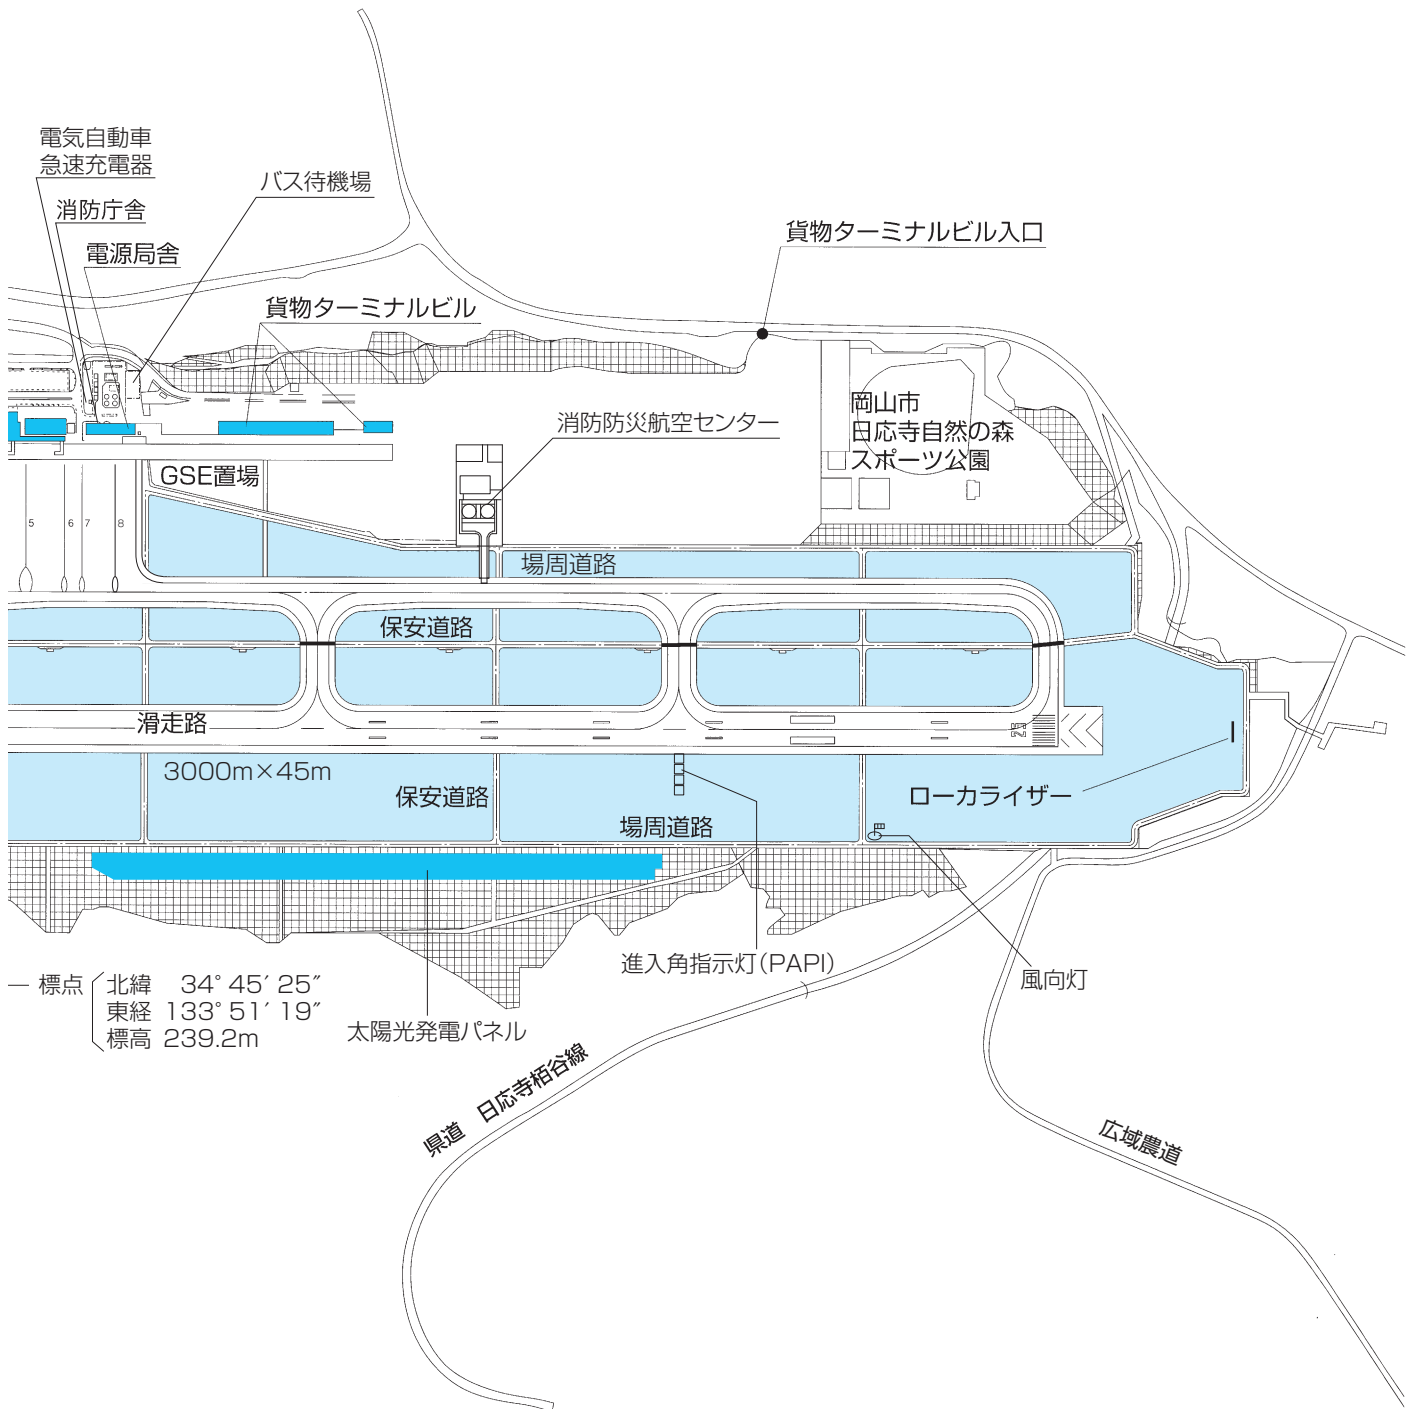 電気自動車
急速充電器
バス待機場
消防庁舎
貨物ターミナルビル入口
電源局舎
貨物ターミナルビル
岡山市
日応寺自然の森
スポーツ公園
消防防災航空センター
GSE置場
5
6
7
8
場周道路
保安道路
滑走路
3000m×45m
保安道路
ローカライザー
場周道路
進入角指示灯(PAPI)
風向灯
標点
北緯 34° 45′ 25″
東経 133° 51′ 19″
標高 239.2m
太陽光発電パネル
県道 日応寺栢谷線
広域農道